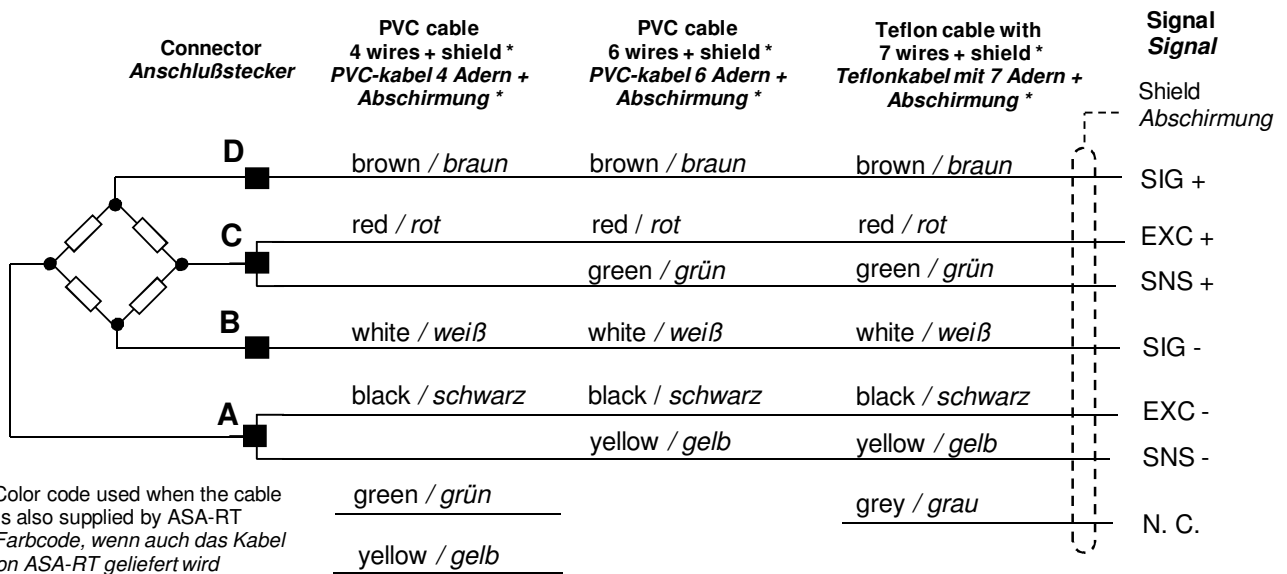 Connector
Anschlußstecker
PVC cable
4 wires + shield *
PVC-kabel 4 Adern +
Abschirmung *
PVC cable
6 wires + shield *
PVC-kabel 6 Adern +
Abschirmung *
Teflon cable with
7 wires + shield *
Teflonkabel mit 7 Adern +
Abschirmung *
Signal
Signal
Shield
Abschirmung
D
brown / braun
brown / braun
brown / braun
SIG +
C
red / rot
red / rot
red / rot
EXC +
green / grün
green / grün
SNS +
B
white / weiß
white / weiß
white / weiß
SIG -
A
black / schwarz
black / schwarz
black / schwarz
EXC -
yellow / gelb
yellow / gelb
SNS -
green / grün
grey / grau
N. C.
yellow / gelb
Color code used when the cable
s also supplied by ASA-RT
Farbcode, wenn auch das Kabel
on ASA-RT geliefert wird